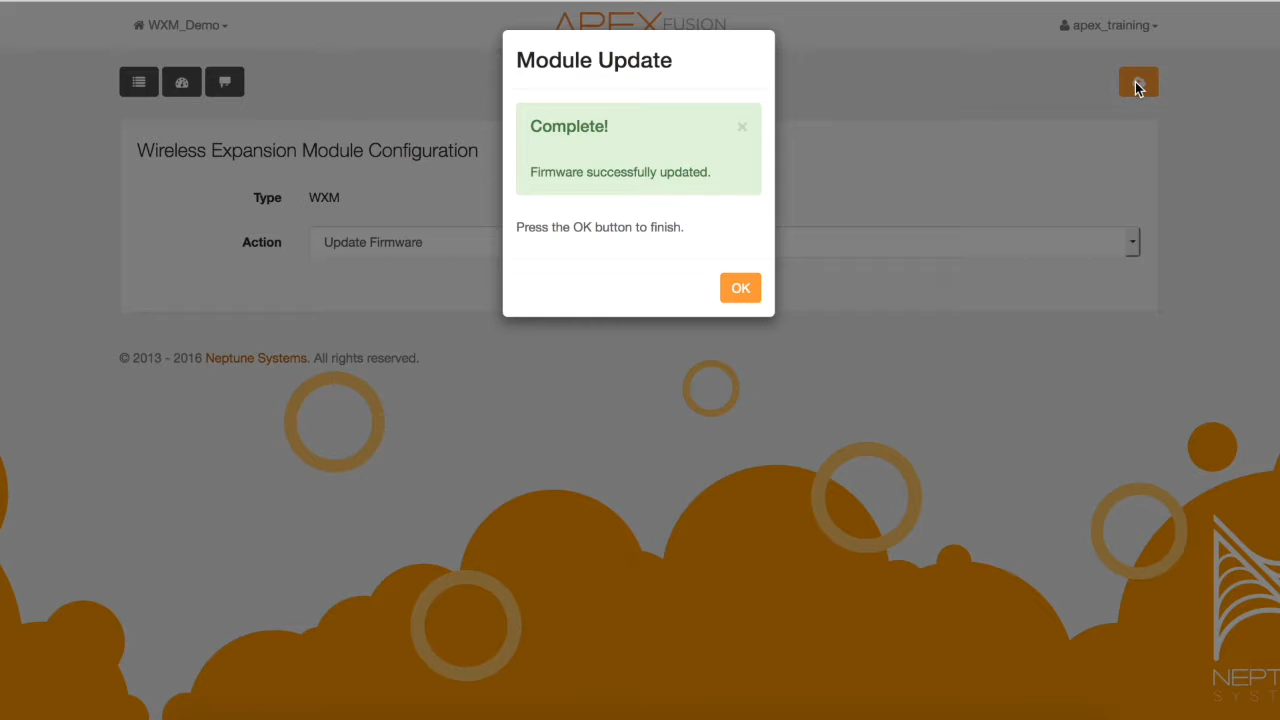 WXM_Demo
APEX FUSION
apex_training
Module Update
Complete!
×
Firmware successfully updated.
Wireless Expansion Module Configuration
Type WXM
Action Update Firmware
Press the OK button to finish.
OK
© 2013 - 2016 Neptune Systems. All rights reserved.
NEPT
SYST